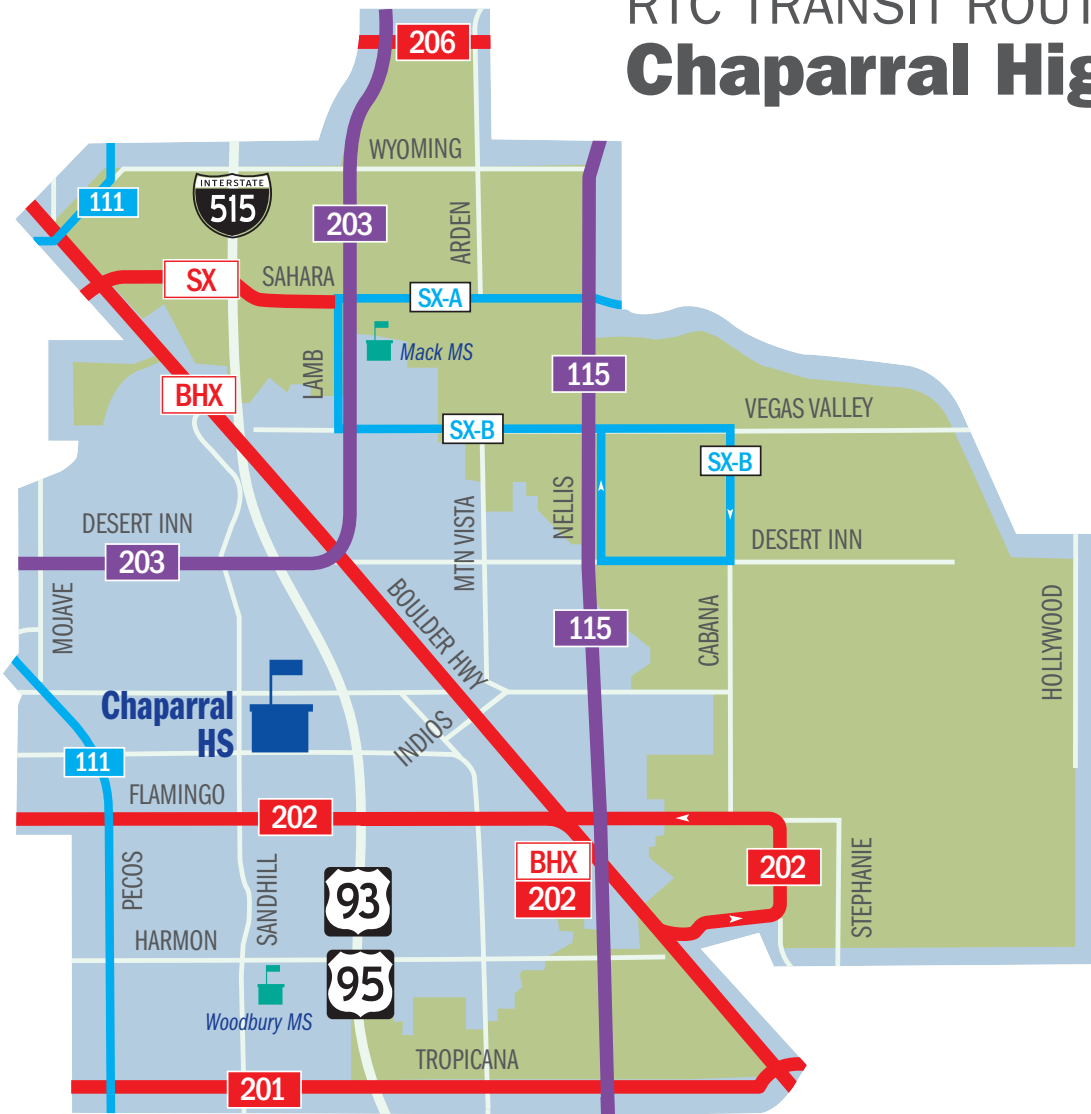 RTC TRANSIT ROUT
Chaparral Hig
206
WYOMING
INTERSTATE
515
111
203
ARDEN
SX
SAHARA
SX-A
LAMB
Mack MS
115
BHX
VEGAS VALLEY
SX-B
SX-B
NELLIS
MTN VISTA
DESERT INN
203
DESERT INN
MOJAVE
BOULDER HWY
115
CABANA
HOLLYWOOD
Chaparral
HS
INDIOS
111
FLAMINGO
202
BHX
202
202
STEPHANIE
PECOS
SANDHILL
93
HARMON
95
Woodbury MS
TROPICANA
201